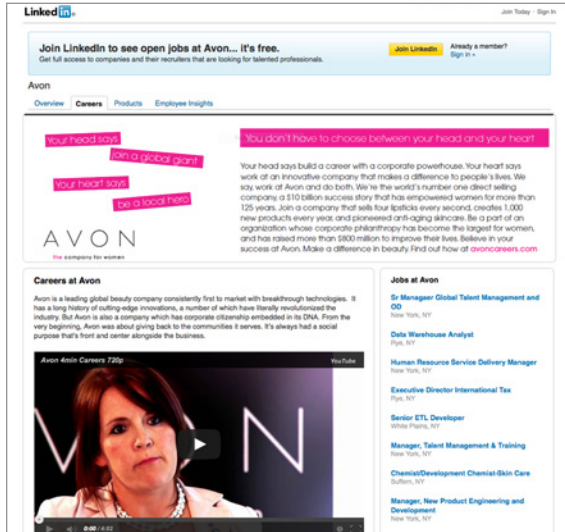 Linked in.
Join Today · Sign In
Join LinkedIn to see open jobs at Avon... it's free.
Get full access to companies and their recruiters that are looking for talented professionals.
Join LinkedIn
Already a member?
Sign in »
Avon
Overview Careers Products Employee Insights
Your head says
join a global giant
Your heart says
be a local hero
AVON
the company for women
You don't have to choose between your head and your heart
Your head says build a career with a corporate powerhouse. Your heart says
work at an innovative company that makes a difference to people's lives. We
say, work at Avon and do both. We're the world's number one direct selling
company, a $10 billion success story that has empowered women for more than
125 years. Join a company that sells four lipsticks every second, creates 1,000
new products every year, and pioneered anti-aging skincare. Be a part of an
organization whose corporate philanthropy has become the largest for women,
and has raised more than $800 million to improve their lives. Believe in your
success at Avon. Make a difference in beauty. Find out how at avoncareers.com
Careers at Avon
Avon is a leading global beauty company consistently first to market with breakthrough technologies. It
has a long history of cutting-edge innovations, a number of which have literally revolutionized the
industry. But Avon is also a company which has corporate citizenship embedded in its DNA. From the
very beginning, Avon was about giving back to the communities it serves. It's always had a social
purpose that's front and center alongside the business.
Avon 4min Careers 720p
YouTube
AVON
0:00 / 4:52
Jobs at Avon
Sr Managaer Global Talent Management and
OD
New York, NY
Data Warehouse Analyst
Rye, NY
Human Resource Service Delivery Manager
New York, NY
Executive Director International Tax
Rye, NY
Senior ETL Developer
White Plains, NY
Manager, Talent Management & Training
New York, NY
Chemist/Development Chemist-Skin Care
Suffern, NY
Manager, New Product Engineering and
Development
New York, NY